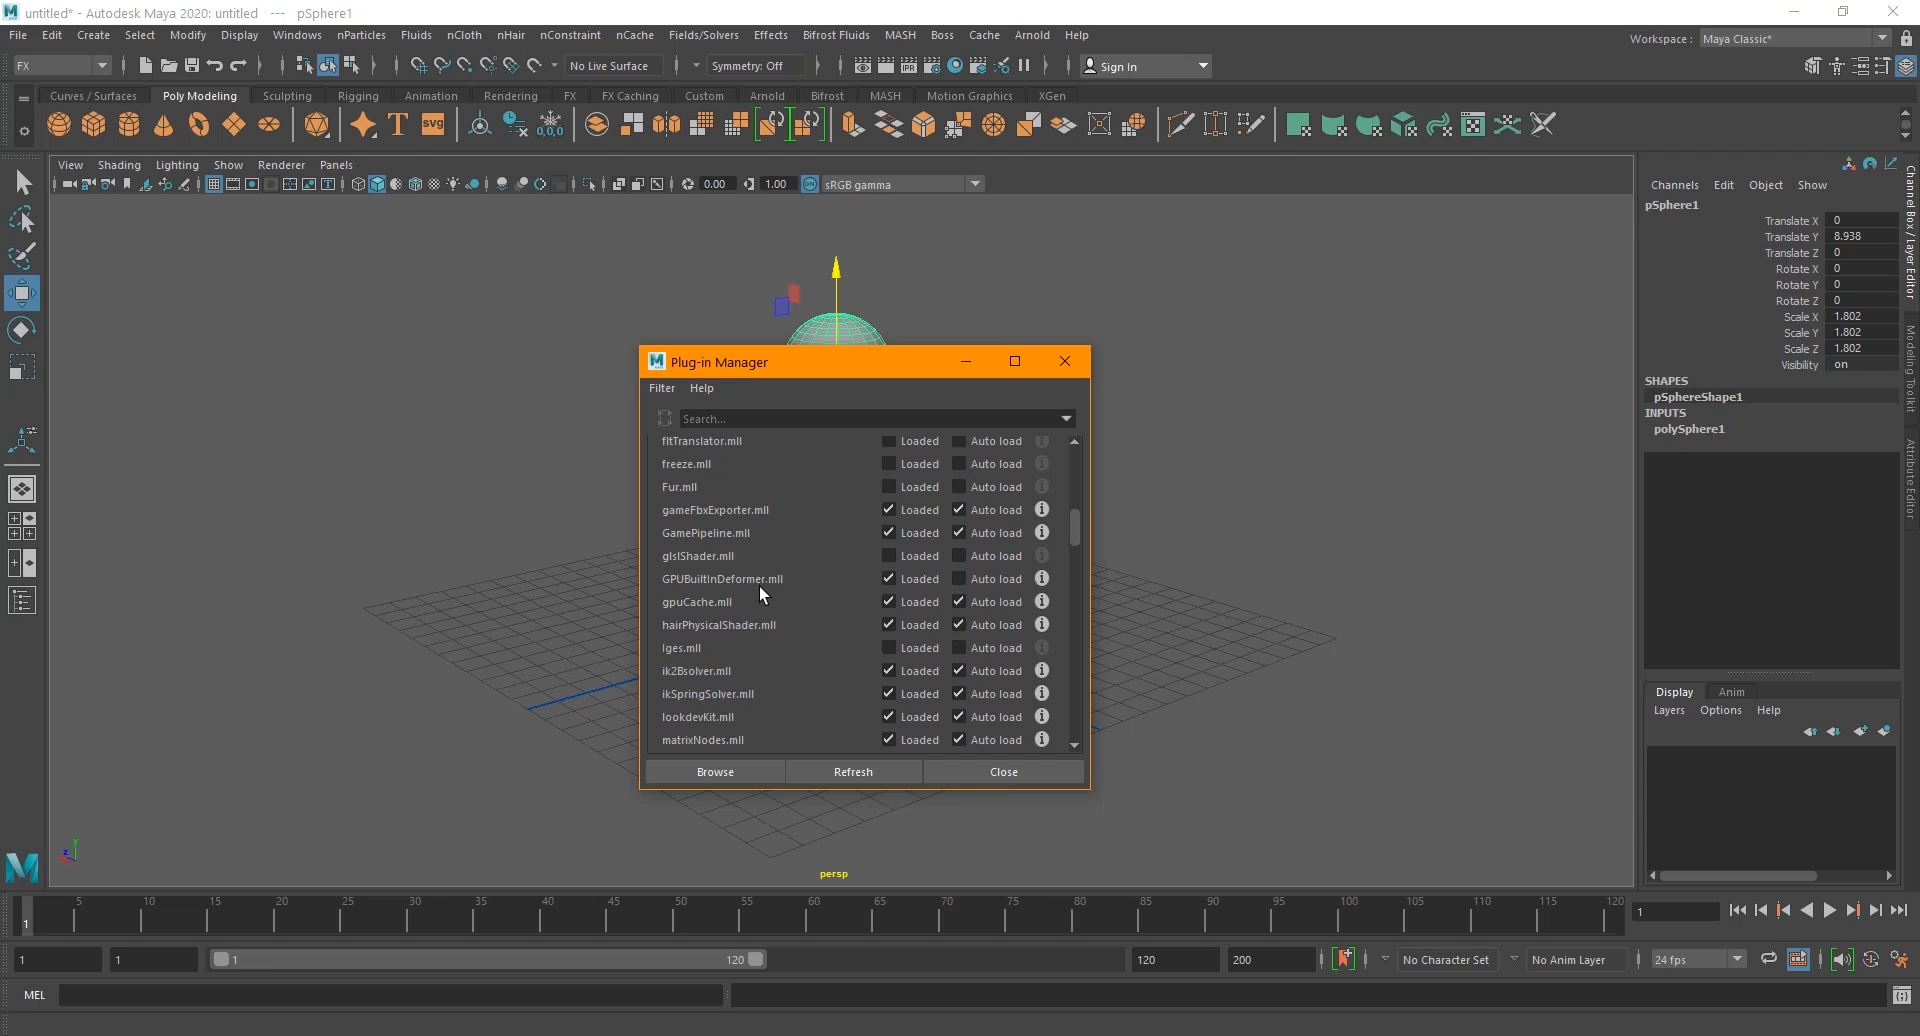 untitled* - Autodesk Maya 2020: untitled --- pSphere1
File Edit Create Select Modify Display Windows nParticles Fluids nCloth nHair nConstraint nCache Fields/Solvers Effects Bifrost Fluids MASH Boss Cache Arnold Help
Workspace : Maya Classic*
FX No Live Surface Symmetry: Off Sign In
Curves / Surfaces Poly Modeling Sculpting Rigging Animation Rendering FX FX Caching Custom Arnold Bifrost MASH Motion Graphics XGen
View Shading Lighting Show Renderer Panels
0.00 1.00 sRGB gamma
Channels Edit Object Show
pSphere1
Translate X 0
Translate Y 8.938
Translate Z 0
Rotate X 0
Rotate Y 0
Rotate Z 0
Scale X 1.802
Scale Y 1.802
Scale Z 1.802
Visibility on
SHAPES
pSphereShape1
INPUTS
polySphere1
Channel Box / Layer Editor
Modeling Toolkit
Attribute Editor
Plug-in Manager
Filter Help
Search...
fltTranslator.mll Loaded Auto load
freeze.mll Loaded Auto load
Fur.mll Loaded Auto load
gameFbxExporter.mll Loaded Auto load
GamePipeline.mll Loaded Auto load
glslShader.mll Loaded Auto load
GPUBuiltInDeformer.mll Loaded Auto load
gpuCache.mll Loaded Auto load
hairPhysicalShader.mll Loaded Auto load
Iges.mll Loaded Auto load
ik2Bsolver.mll Loaded Auto load
ikSpringSolver.mll Loaded Auto load
lookdevKit.mll Loaded Auto load
matrixNodes.mll Loaded Auto load
Browse Refresh Close
Display Anim
Layers Options Help
persp
1 5 10 15 20 25 30 35 40 45 50 55 60 65 70 75 80 85 90 95 100 105 110 115 120 1
1 1 1 120 120 200 No Character Set No Anim Layer 24 fps
MEL